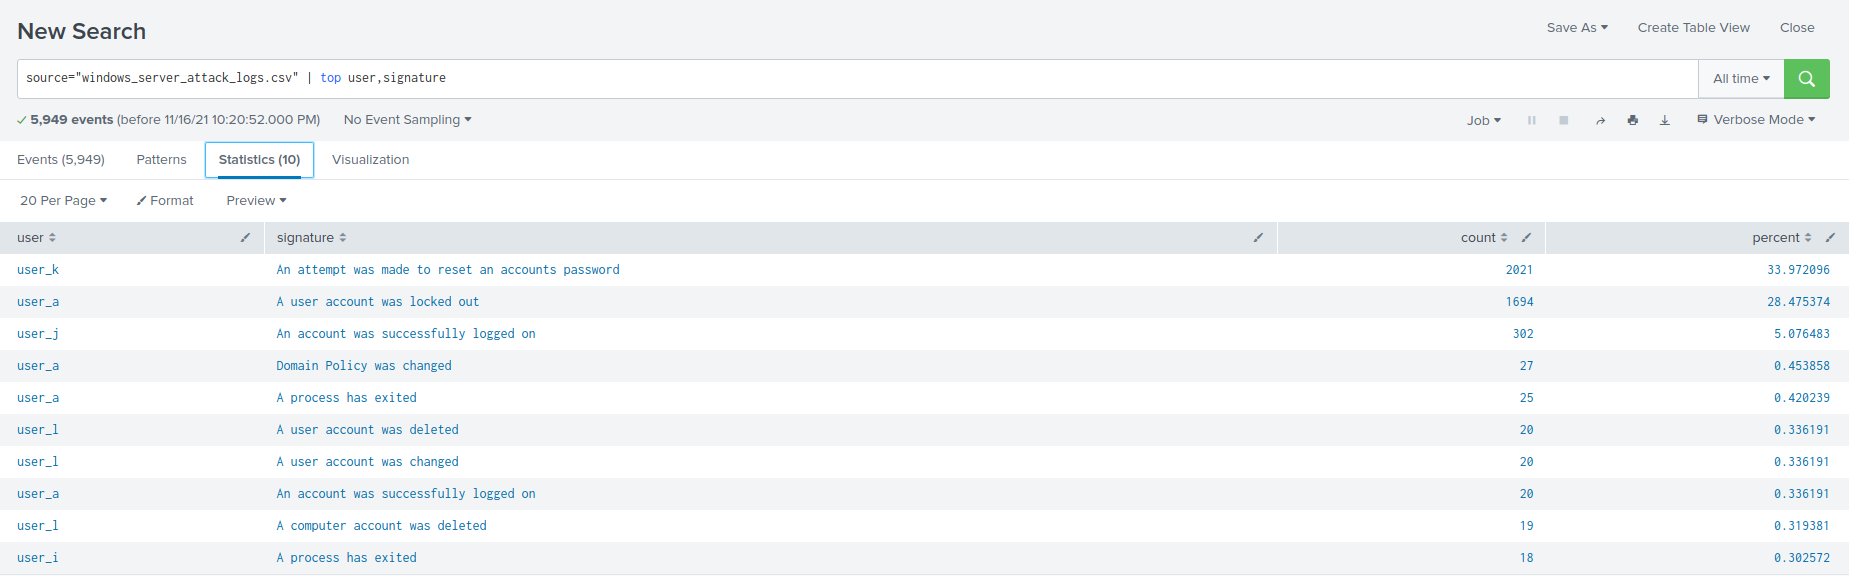 New Search
Save As Create Table View Close
source="windows_server_attack_logs.csv" | top user,signature
All time
5,949 events (before 11/16/21 10:20:52.000 PM) No Event Sampling
Job Verbose Mode
Events (5,949) Patterns Statistics (10) Visualization
20 Per Page Format Preview
user signature count percent
user_k An attempt was made to reset an accounts password 2021 33.972096
user_a A user account was locked out 1694 28.475374
user_j An account was successfully logged on 302 5.076483
user_a Domain Policy was changed 27 0.453858
user_a A process has exited 25 0.420239
user_l A user account was deleted 20 0.336191
user_l A user account was changed 20 0.336191
user_a An account was successfully logged on 20 0.336191
user_l A computer account was deleted 19 0.319381
user_i A process has exited 18 0.302572